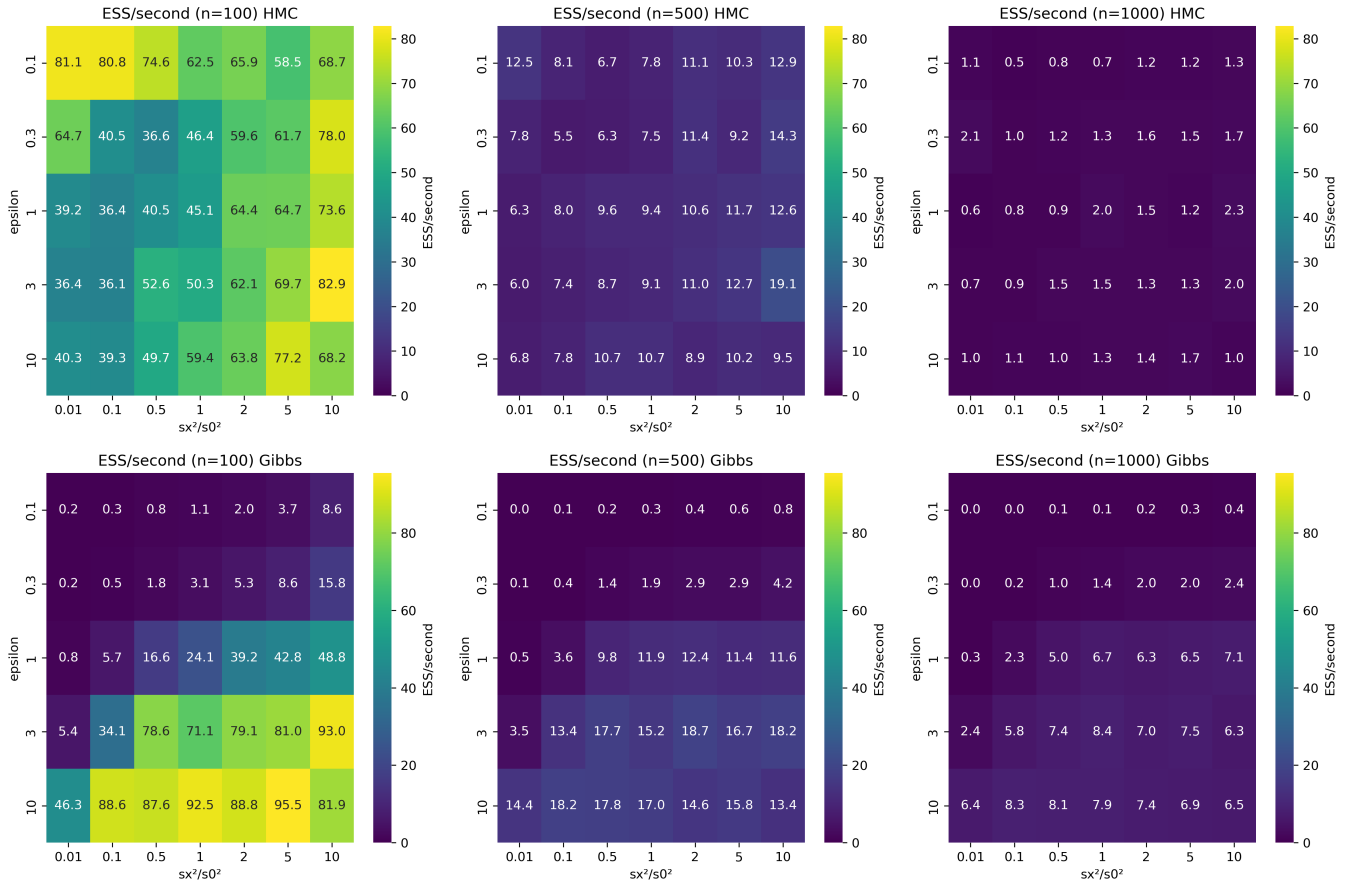 ESS/second (n=100) HMC
epsilon
0.1 81.1 80.8 74.6 62.5 65.9 58.5 68.7
0.3 64.7 40.5 36.6 46.4 59.6 61.7 78.0
1 39.2 36.4 40.5 45.1 64.4 64.7 73.6
3 36.4 36.1 52.6 50.3 62.1 69.7 82.9
10 40.3 39.3 49.7 59.4 63.8 77.2 68.2
0.01 0.1 0.5 1 2 5 10
sx²/s0²
80
70
60
50
40
30
20
10
0
ESS/second
ESS/second (n=500) HMC
epsilon
0.1 12.5 8.1 6.7 7.8 11.1 10.3 12.9
0.3 7.8 5.5 6.3 7.5 11.4 9.2 14.3
1 6.3 8.0 9.6 9.4 10.6 11.7 12.6
3 6.0 7.4 8.7 9.1 11.0 12.7 19.1
10 6.8 7.8 10.7 10.7 8.9 10.2 9.5
0.01 0.1 0.5 1 2 5 10
sx²/s0²
80
70
60
50
40
30
20
10
0
ESS/second
ESS/second (n=1000) HMC
epsilon
0.1 1.1 0.5 0.8 0.7 1.2 1.2 1.3
0.3 2.1 1.0 1.2 1.3 1.6 1.5 1.7
1 0.6 0.8 0.9 2.0 1.5 1.2 2.3
3 0.7 0.9 1.5 1.5 1.3 1.3 2.0
10 1.0 1.1 1.0 1.3 1.4 1.7 1.0
0.01 0.1 0.5 1 2 5 10
sx²/s0²
80
70
60
50
40
30
20
10
0
ESS/second
ESS/second (n=100) Gibbs
epsilon
0.1 0.2 0.3 0.8 1.1 2.0 3.7 8.6
0.3 0.2 0.5 1.8 3.1 5.3 8.6 15.8
1 0.8 5.7 16.6 24.1 39.2 42.8 48.8
3 5.4 34.1 78.6 71.1 79.1 81.0 93.0
10 46.3 88.6 87.6 92.5 88.8 95.5 81.9
0.01 0.1 0.5 1 2 5 10
sx²/s0²
80
60
40
20
0
ESS/second
ESS/second (n=500) Gibbs
epsilon
0.1 0.0 0.1 0.2 0.3 0.4 0.6 0.8
0.3 0.1 0.4 1.4 1.9 2.9 2.9 4.2
1 0.5 3.6 9.8 11.9 12.4 11.4 11.6
3 3.5 13.4 17.7 15.2 18.7 16.7 18.2
10 14.4 18.2 17.8 17.0 14.6 15.8 13.4
0.01 0.1 0.5 1 2 5 10
sx²/s0²
80
60
40
20
0
ESS/second
ESS/second (n=1000) Gibbs
epsilon
0.1 0.0 0.0 0.1 0.1 0.2 0.3 0.4
0.3 0.0 0.2 1.0 1.4 2.0 2.0 2.4
1 0.3 2.3 5.0 6.7 6.3 6.5 7.1
3 2.4 5.8 7.4 8.4 7.0 7.5 6.3
10 6.4 8.3 8.1 7.9 7.4 6.9 6.5
0.01 0.1 0.5 1 2 5 10
sx²/s0²
80
60
40
20
0
ESS/second